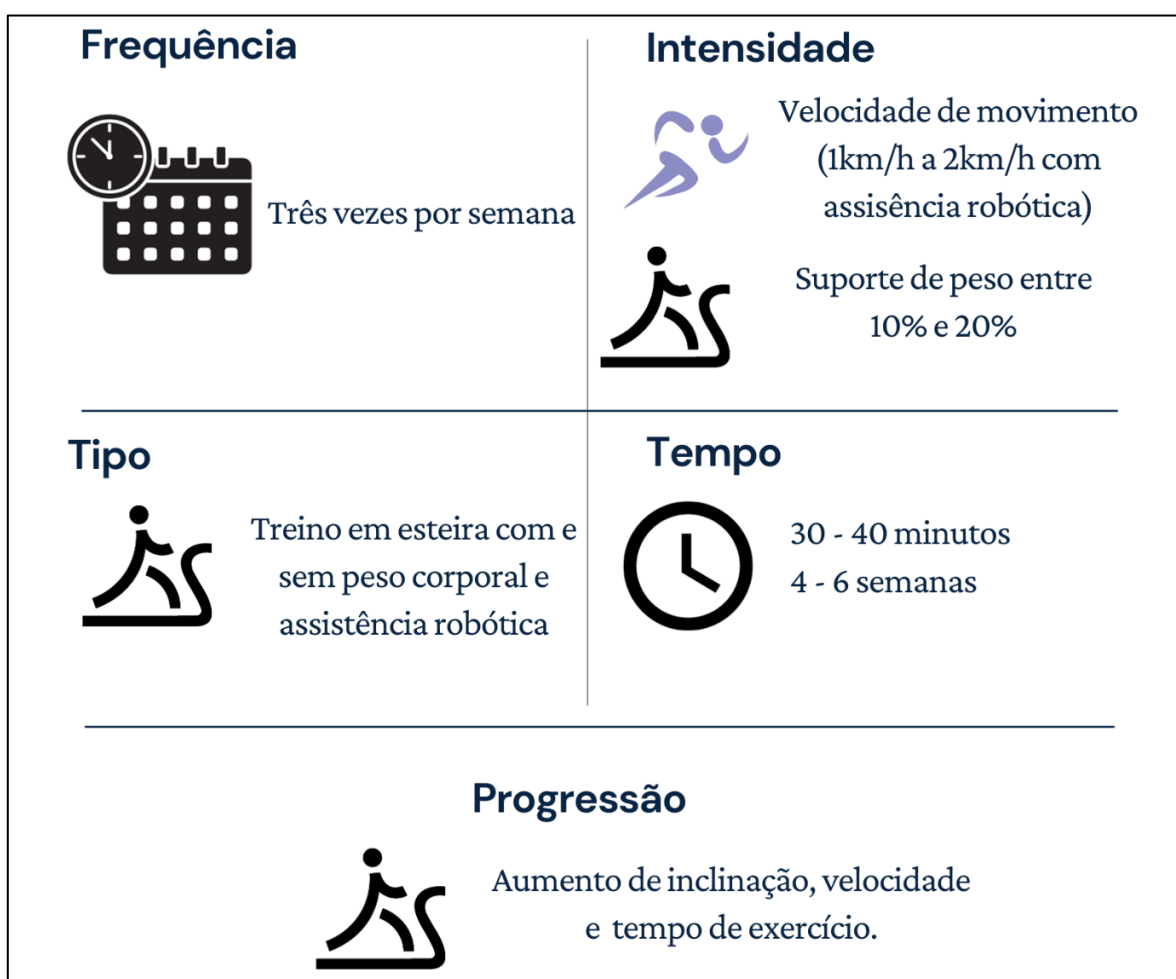 Frequência
Três vezes por semana
Intensidade
Velocidade de movimento
(1km/h a 2km/h com
assisência robótica)
Suporte de peso entre
10% e 20%
Tipo
Treino em esteira com e
sem peso corporal e
assistência robótica
Tempo
30 - 40 minutos
4 - 6 semanas
Progressão
Aumento de inclinação, velocidade
e tempo de exercício.